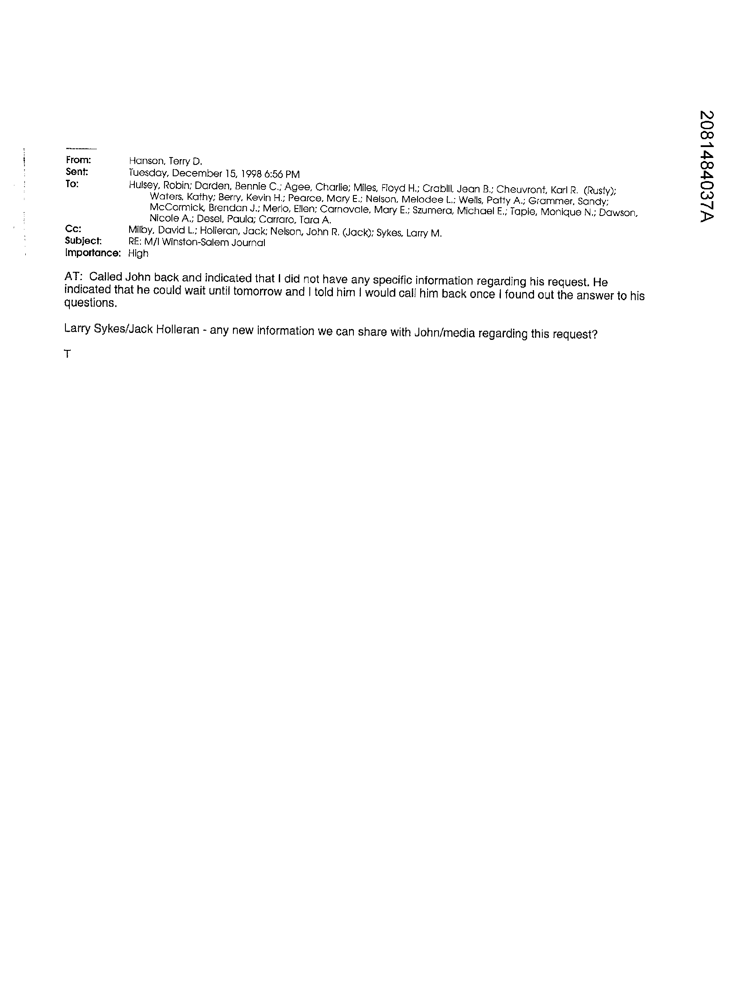 2081484037A
From: Hanson, Terry D.
Sent: Tuesday, December 15, 1998 6:56 PM
To: Hulsey, Robin; Darden, Bennie C.; Agee, Charlie; Miles, Floyd H.; Crabill, Jean B.; Cheuvront, Karl R. (Rusty);
Waters, Kathy; Berry, Kevin H.; Pearce, Mary E.; Nelson, Melodee L.; Wells, Patty A.; Grammer, Sandy;
McCormick, Brendan J.; Merlo, Ellen; Carnovale, Mary E.; Szumera, Michael E.; Tapie, Monique N.; Dawson,
Nicole A.; Desel, Paula; Carraro, Tara A.
Cc: Milby, David L.; Holleran, Jack; Nelson, John R. (Jack); Sykes, Larry M.
Subject: RE: M/I Winston-Salem Journal
Importance: High
AT: Called John back and indicated that I did not have any specific information regarding his request. He
indicated that he could wait until tomorrow and I told him I would call him back once I found out the answer to his
questions.
Larry Sykes/Jack Holleran - any new information we can share with John/media regarding this request?
T